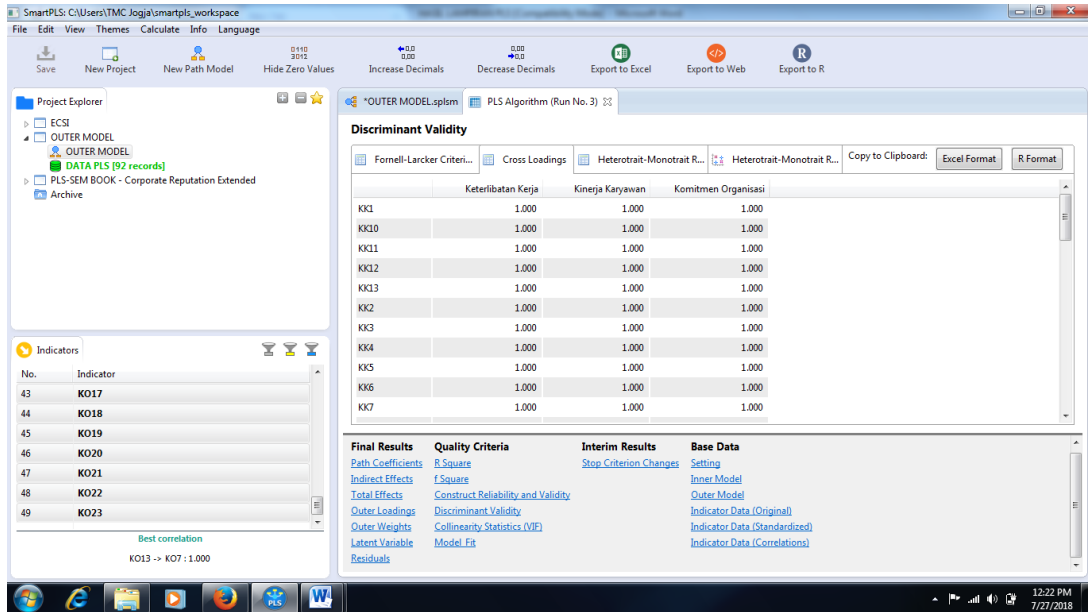 SmartPLS: C:\Users\TMC Jogja\smartpls_workspace
File Edit View Themes Calculate Info Language
Save
New Project
New Path Model
Hide Zero Values
Increase Decimals
Decrease Decimals
Export to Excel
Export to Web
Export to R
Project Explorer
ECSI
OUTER MODEL
OUTER MODEL
DATA PLS [92 records]
PLS-SEM BOOK - Corporate Reputation Extended
Archive
Indicators
No. Indicator
43 KO17
44 KO18
45 KO19
46 KO20
47 KO21
48 KO22
49 KO23
Best correlation
KO13 -> KO7 : 1.000
*OUTER MODEL.splsm
PLS Algorithm (Run No. 3)
Discriminant Validity
Fornell-Larcker Criteri...
Cross Loadings
Heterotrait-Monotrait R...
Heterotrait-Monotrait R...
Copy to Clipboard:
Excel Format
R Format
Keterlibatan Kerja Kinerja Karyawan Komitmen Organisasi
KK1 1.000 1.000 1.000
KK10 1.000 1.000 1.000
KK11 1.000 1.000 1.000
KK12 1.000 1.000 1.000
KK13 1.000 1.000 1.000
KK2 1.000 1.000 1.000
KK3 1.000 1.000 1.000
KK4 1.000 1.000 1.000
KK5 1.000 1.000 1.000
KK6 1.000 1.000 1.000
KK7 1.000 1.000 1.000
Final Results Quality Criteria Interim Results Base Data
Path Coefficients R Square Stop Criterion Changes Setting
Indirect Effects f Square Inner Model
Total Effects Construct Reliability and Validity Outer Model
Outer Loadings Discriminant Validity Indicator Data (Original)
Outer Weights Collinearity Statistics (VIF) Indicator Data (Standardized)
Latent Variable Model_Fit Indicator Data (Correlations)
Residuals
PLS
12:22 PM
7/27/2018